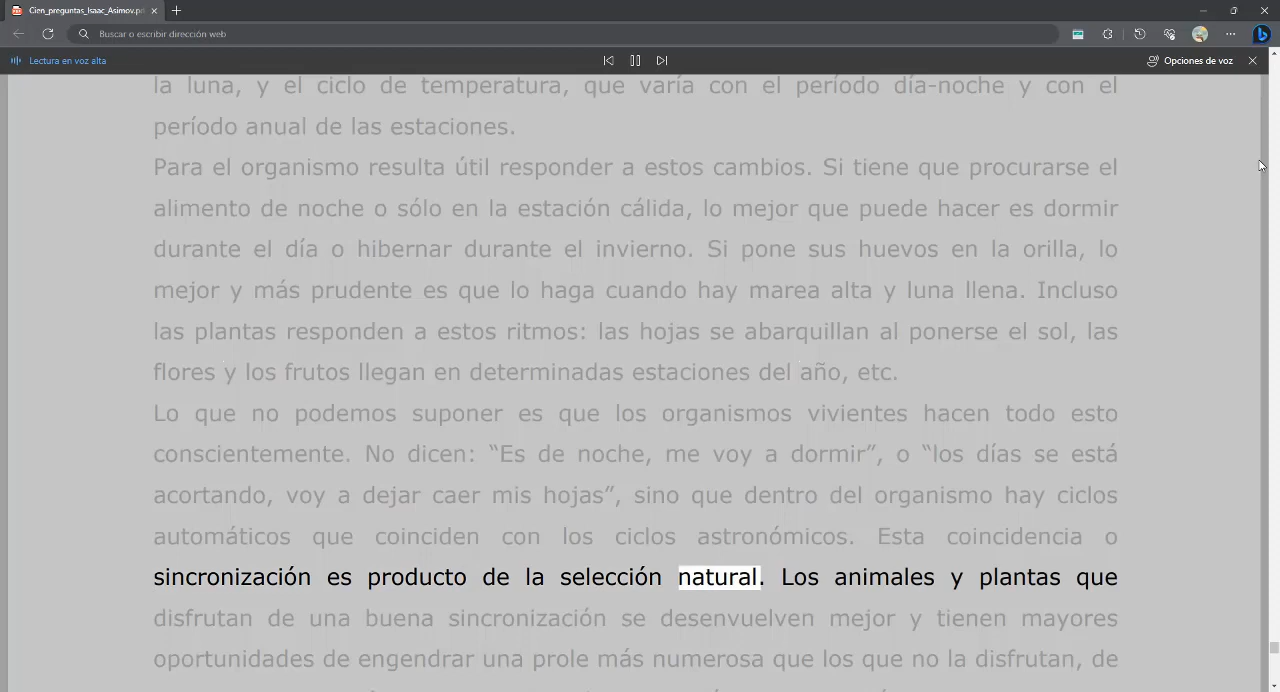 Cien_preguntas_Isaac_Asimov.pd
Buscar o escribir dirección web
Lectura en voz alta
Opciones de voz
la luna, y el ciclo de temperatura, que varía con el período día-noche y con el
período anual de las estaciones.
Para el organismo resulta útil responder a estos cambios. Si tiene que procurarse el
alimento de noche o sólo en la estación cálida, lo mejor que puede hacer es dormir
durante el día o hibernar durante el invierno. Si pone sus huevos en la orilla, lo
mejor y más prudente es que lo haga cuando hay marea alta y luna llena. Incluso
las plantas responden a estos ritmos: las hojas se abarquillan al ponerse el sol, las
flores y los frutos llegan en determinadas estaciones del año, etc.
Lo que no podemos suponer es que los organismos vivientes hacen todo esto
conscientemente. No dicen: “Es de noche, me voy a dormir”, o “los días se está
acortando, voy a dejar caer mis hojas”, sino que dentro del organismo hay ciclos
automáticos que coinciden con los ciclos astronómicos. Esta coincidencia o
sincronización es producto de la selección natural. Los animales y plantas que
disfrutan de una buena sincronización se desenvuelven mejor y tienen mayores
oportunidades de engendrar una prole más numerosa que los que no la disfrutan, de